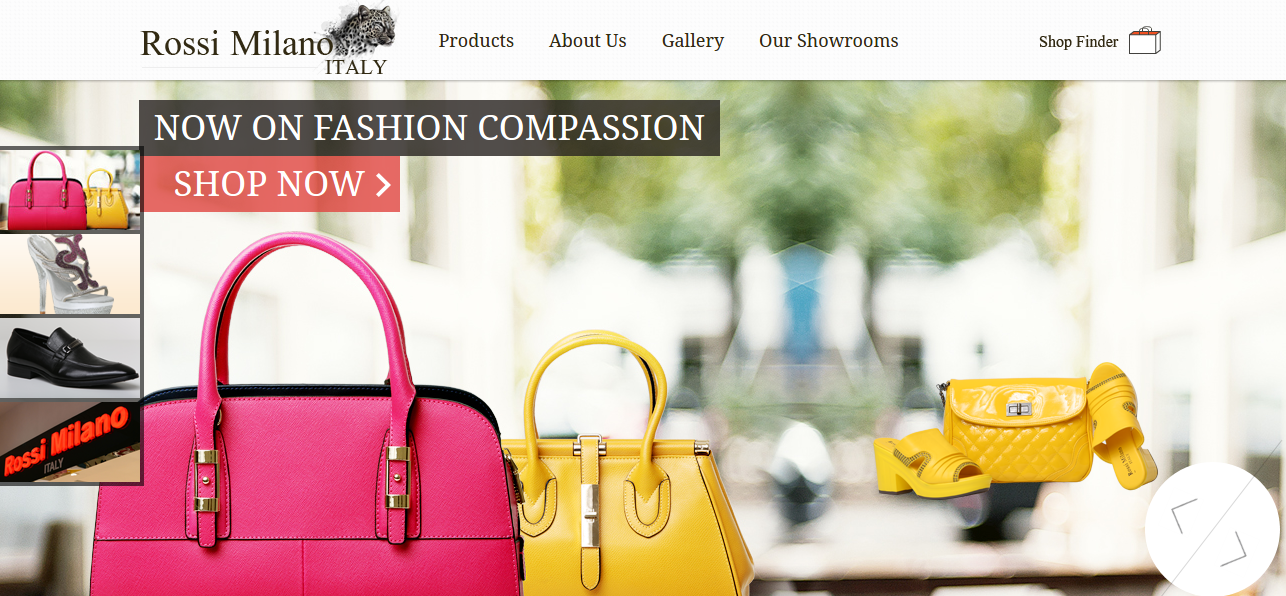 Rossi Milano
ITALY
Products
About Us
Gallery
Our Showrooms
Shop Finder
NOW ON FASHION COMPASSION
SHOP NOW
Rossi Milano
ITALY